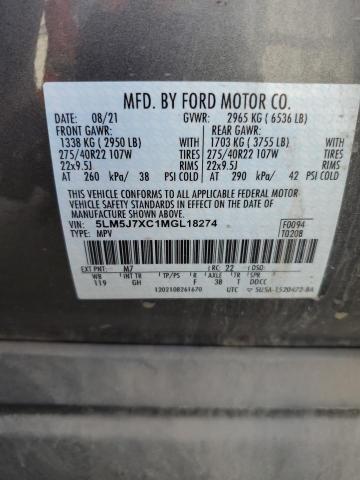 MFD. BY FORD MOTOR CO.
DATE: 08/21 GVWR: 2965 KG ( 6536 LB)
FRONT GAWR: REAR GAWR:
1338 KG ( 2950 LB) 1703 KG ( 3755 LB)
275/40R22 107W TIRES 275/40R22 107W TIRES
22x9.5J RIMS 22x9.5J RIMS
AT 260 kPa/ 38 PSI COLD AT 290 kPa/ 42 PSI COLD
THIS VEHICLE CONFORMS TO ALL APPLICABLE FEDERAL MOTOR
VEHICLE SAFETY AND THEFT PREVENTION STANDARDS IN
EFFECT ON THE DATE OF MANUFACTURE SHOWN ABOVE.
VIN: 5LM5J7XC1MGL18274 F0094
TYPE: MPV T0208
EXT PNT: M7 RC: 22 DSO:
WB INT TR TP/PS R AXLE TR SPR
119 GH F 38 T DDCC
1202108261670 UTC 5U5A-1520472-BA